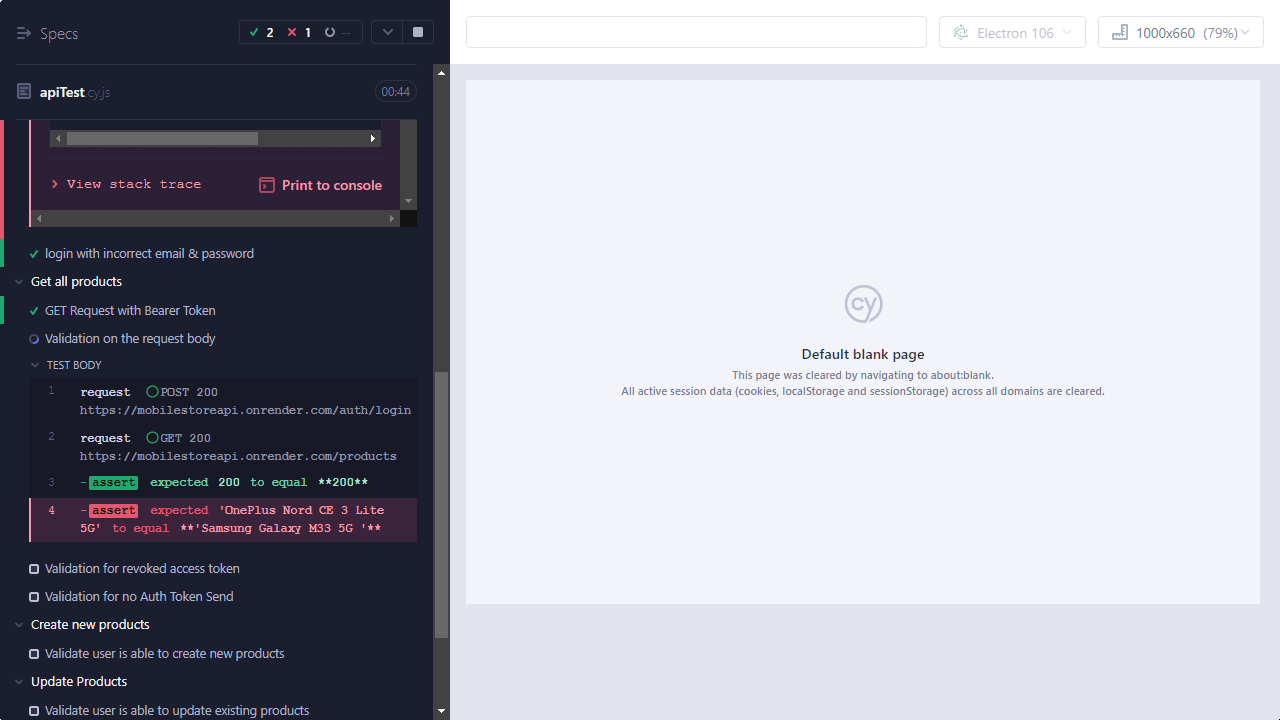 Specs
2
1
--
Electron 106
1000x660 (79%)
apiTest.cy.js
00:44
View stack trace
Print to console
login with incorrect email & password
Get all products
GET Request with Bearer Token
Validation on the request body
TEST BODY
1 request POST 200
https://mobilestoreapi.onrender.com/auth/login
2 request GET 200
https://mobilestoreapi.onrender.com/products
3 -assert expected 200 to equal **200**
4 -assert expected 'OnePlus Nord CE 3 Lite
5G' to equal **'Samsung Galaxy M33 5G '**
Validation for revoked access token
Validation for no Auth Token Send
Create new products
Validate user is able to create new products
Update Products
Validate user is able to update existing products
cy
Default blank page
This page was cleared by navigating to about:blank.
All active session data (cookies, localStorage and sessionStorage) across all domains are cleared.